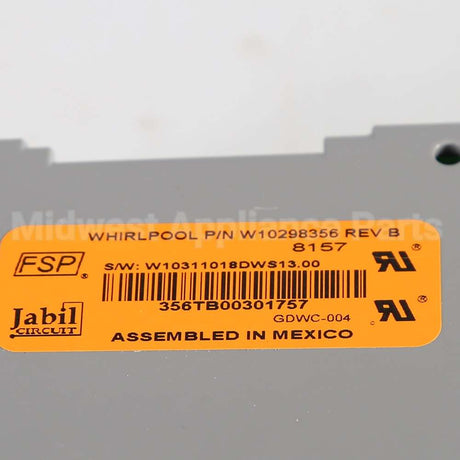 Midwest Appliance Parts
WHIRLPOOL P/N W10298356 REV B
8157
FSP
S/W: W10311018DWS13.00
356TB00301757
GDWC-004
Jabil
CIRCUIT
ASSEMBLED IN MEXICO